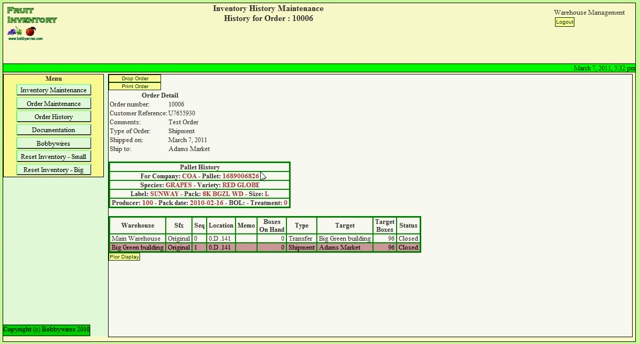 FRUIT
INVENTORY
www.bobbywires.com
Inventory History Maintenance
History for Order : 10006
Warehouse Management
Logout
March 7, 2011, 5:32 pm
Menu
Inventory Maintenance
Order Maintenance
Order History
Documentation
Bobbywires
Reset Inventory - Small
Reset Inventory - Big
Copyright (c) Bobbywires 2010
Drop Order
Print Order
Order Detail
Order number: 10006
Customer Reference: U7655930
Comments: Test Order
Type of Order: Shipment
Shipped on: March 7, 2011
Ship to: Adams Market
Pallet History
For Company: COA - Pallet: 1689006826
Species: GRAPES - Variety: RED GLOBE
Label: SUNWAY - Pack: 8K BGZL WD - Size: L
Producer: 100 - Pack date: 2010-02-16 - BOL: - Treatment: 0
Warehouse Sfx Seq Location Memo Boxes On Hand Type Target Target Boxes Status
Main Warehouse Original 0 0.D .141 0 Transfer Big Green building 96 Closed
Big Green building Original 1 0.D .141 0 Shipment Adams Market 96 Closed
Pior Display